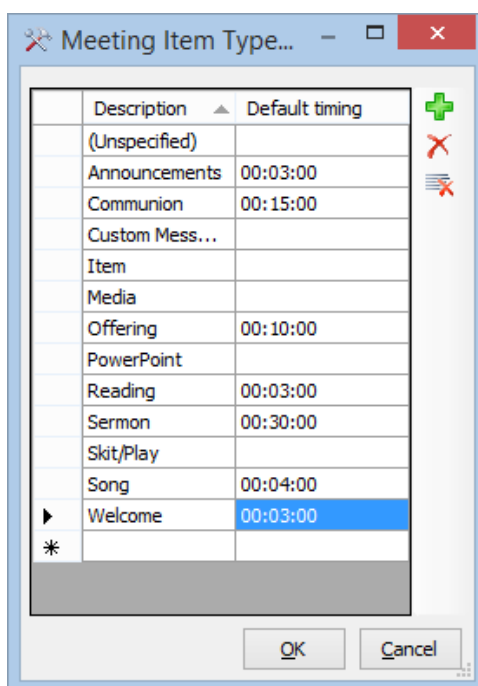 Meeting Item Type...
Description Default timing
(Unspecified)
Announcements 00:03:00
Communion 00:15:00
Custom Mess...
Item
Media
Offering 00:10:00
PowerPoint
Reading 00:03:00
Sermon 00:30:00
Skit/Play
Song 00:04:00
Welcome 00:03:00
OK Cancel